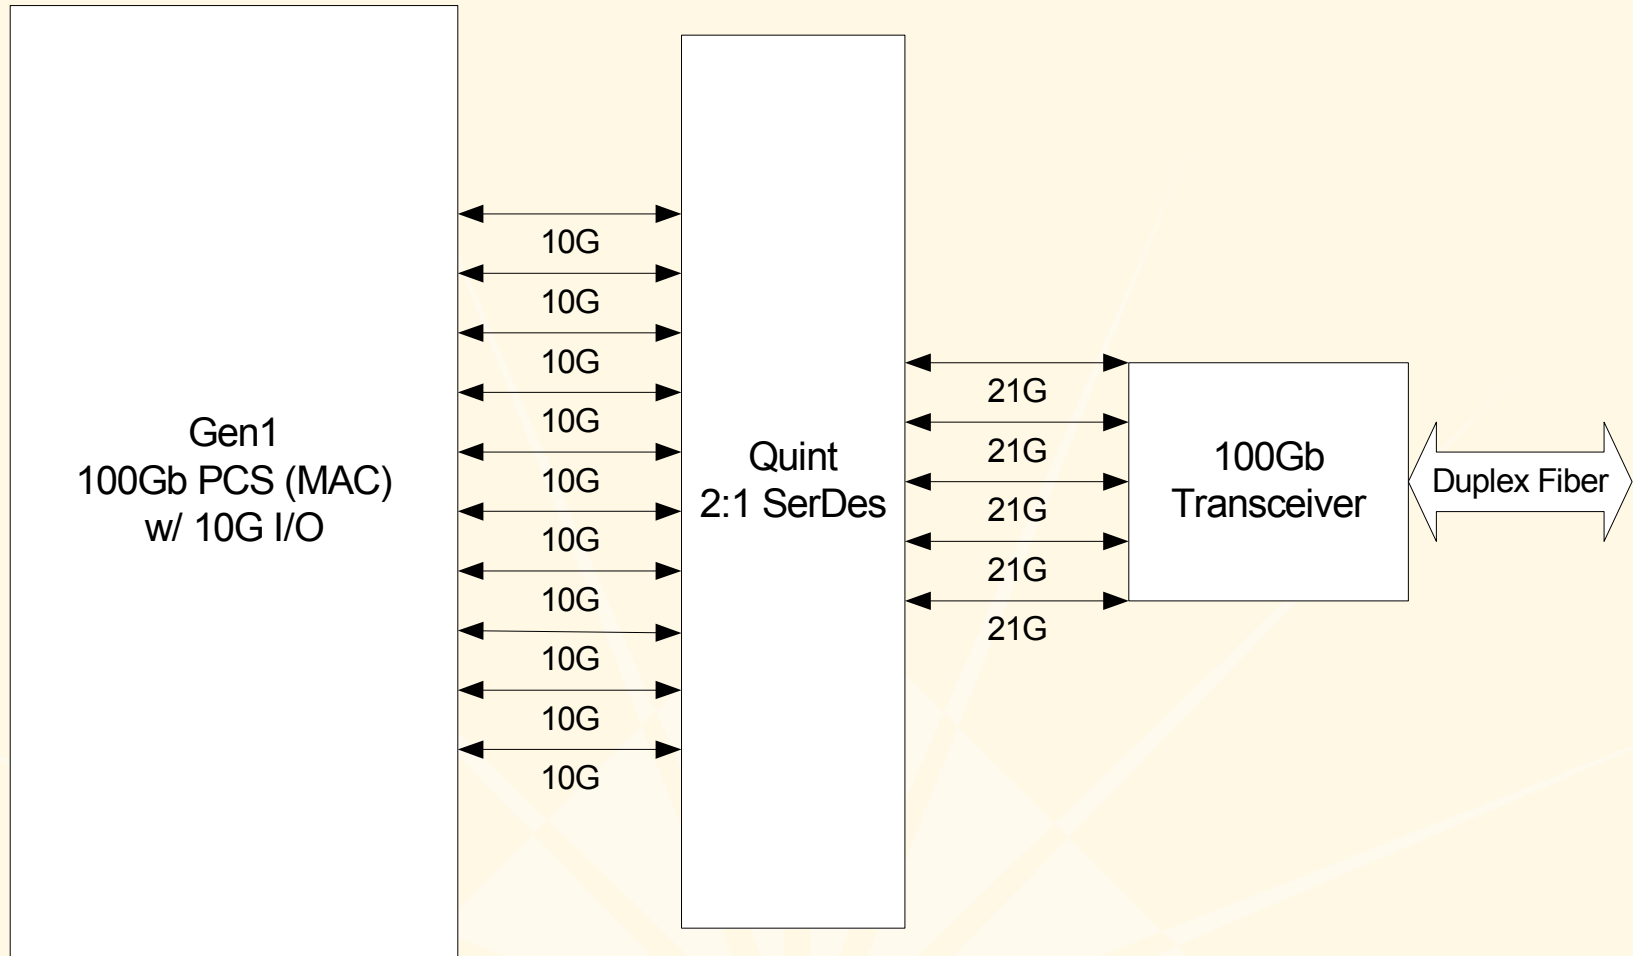 Gen1
100Gb PCS (MAC)
w/ 10G I/O
10G
10G
10G
10G
10G
10G
10G
10G
10G
10G
Quint
2:1 SerDes
21G
21G
21G
21G
21G
100Gb
Transceiver
Duplex Fiber